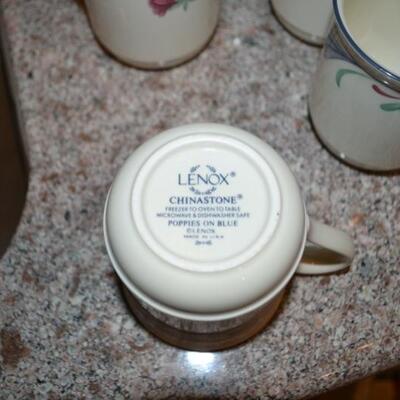 LENOX®
CHINASTONE®
FREEZER TO OVEN TO TABLE
MICROWAVE & DISHWASHER SAFE
POPPIES ON BLUE
©LENOX
MADE IN U.S.A.